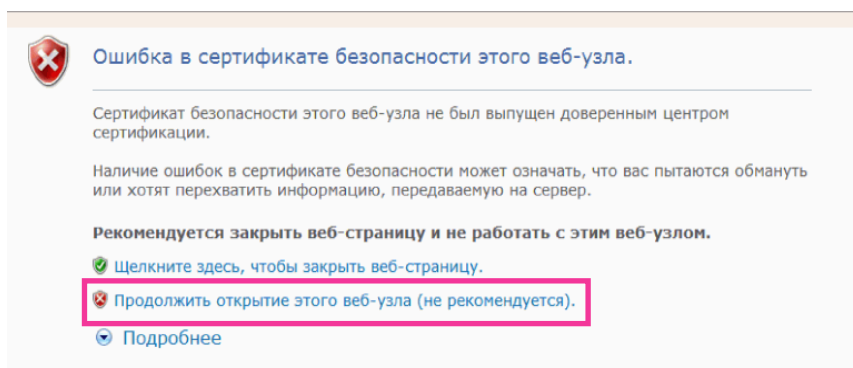 Ошибка в сертификате безопасности этого веб-узла.
Сертификат безопасности этого веб-узла не был выпущен доверенным центром
сертификации.
Наличие ошибок в сертификате безопасности может означать, что вас пытаются обмануть
или хотят перехватить информацию, передаваемую на сервер.
Рекомендуется закрыть веб-страницу и не работать с этим веб-узлом.
Щелкните здесь, чтобы закрыть веб-страницу.
Продолжить открытие этого веб-узла (не рекомендуется).
Подробнее